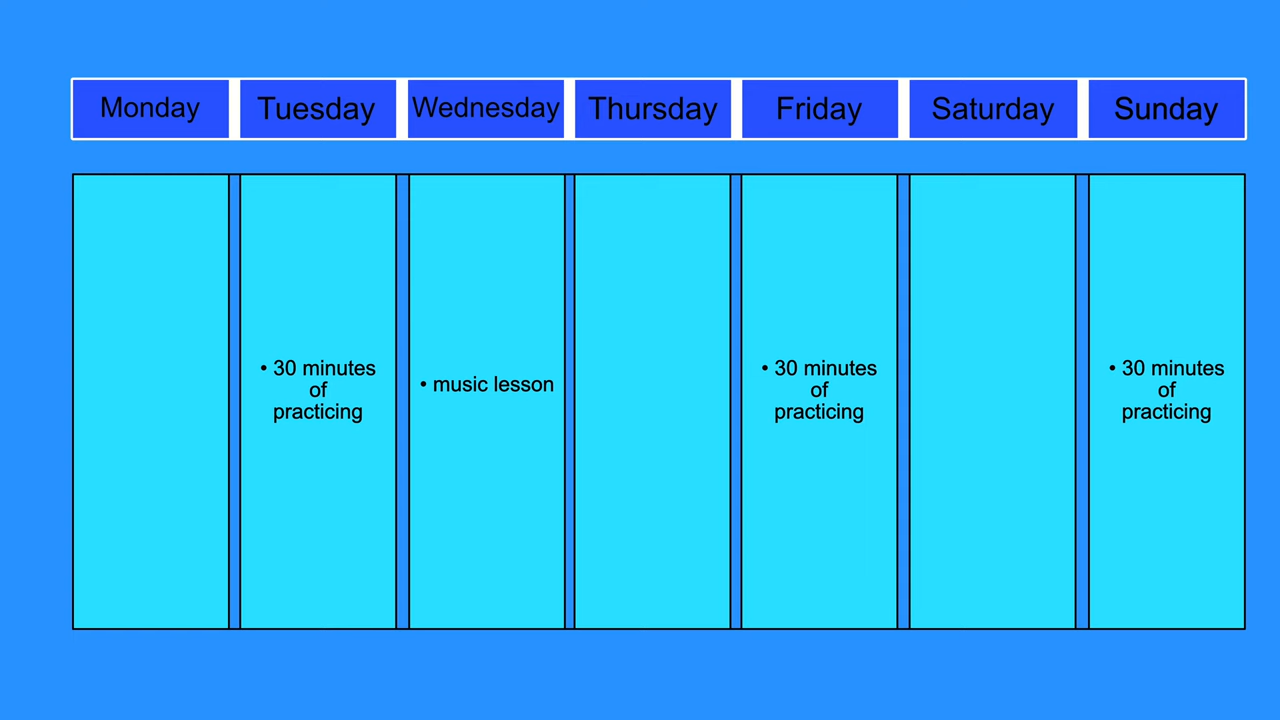 Monday Tuesday Wednesday Thursday Friday Saturday Sunday
• 30 minutes
of
practicing
• music lesson
• 30 minutes
of
practicing
• 30 minutes
of
practicing